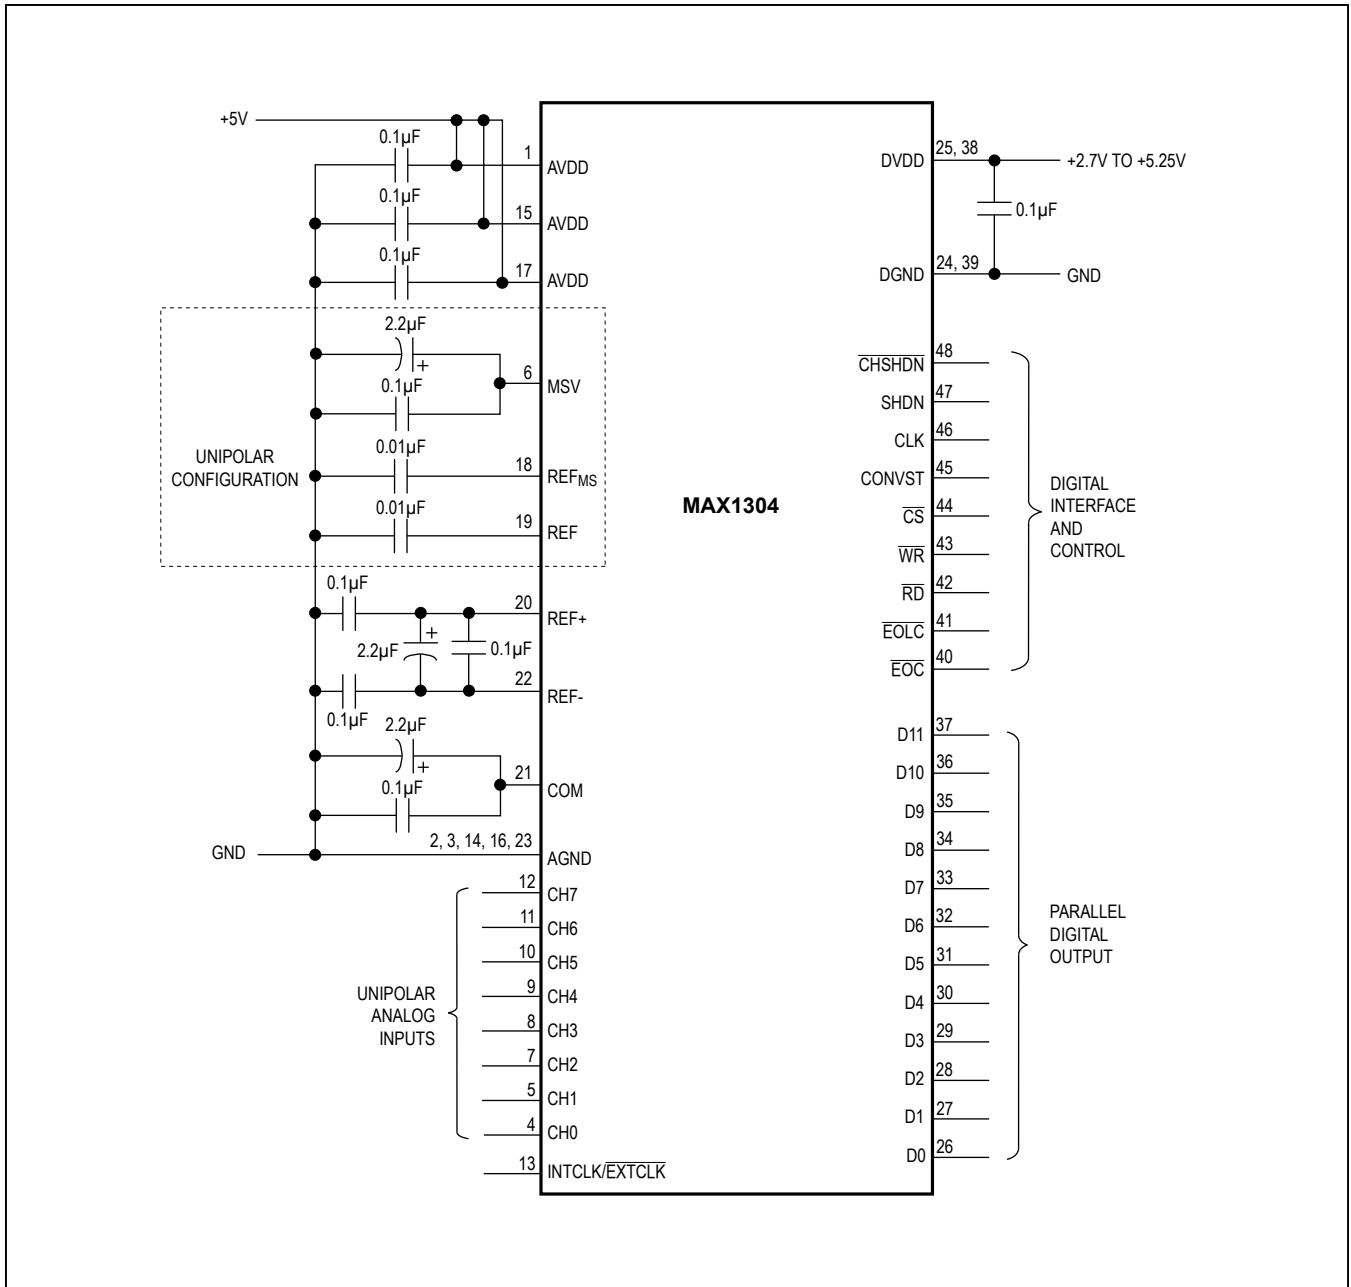 +5V
0.1µF
1
AVDD
0.1µF
15
AVDD
0.1µF
17
AVDD
2.2µF
+
6
MSV
0.1µF
UNIPOLAR
CONFIGURATION
0.01µF
18
REFMS
0.01µF
19
REF
0.1µF
20
REF+
+
2.2µF
0.1µF
22
REF-
0.1µF
2.2µF
+
21
COM
0.1µF
GND
2, 3, 14, 16, 23
AGND
12
CH7
11
CH6
10
CH5
9
CH4
8
CH3
7
CH2
5
CH1
4
CH0
UNIPOLAR
ANALOG
INPUTS
13
INTCLK/EXTCLK
MAX1304
DVDD
25, 38
+2.7V TO +5.25V
0.1µF
DGND
24, 39
GND
CHSHDN
48
SHDN
47
CLK
46
CONVST
45
CS
44
WR
43
RD
42
EOLC
41
EOC
40
DIGITAL
INTERFACE
AND
CONTROL
D11
37
D10
36
D9
35
D8
34
D7
33
D6
32
D5
31
D4
30
D3
29
D2
28
D1
27
D0
26
PARALLEL
DIGITAL
OUTPUT